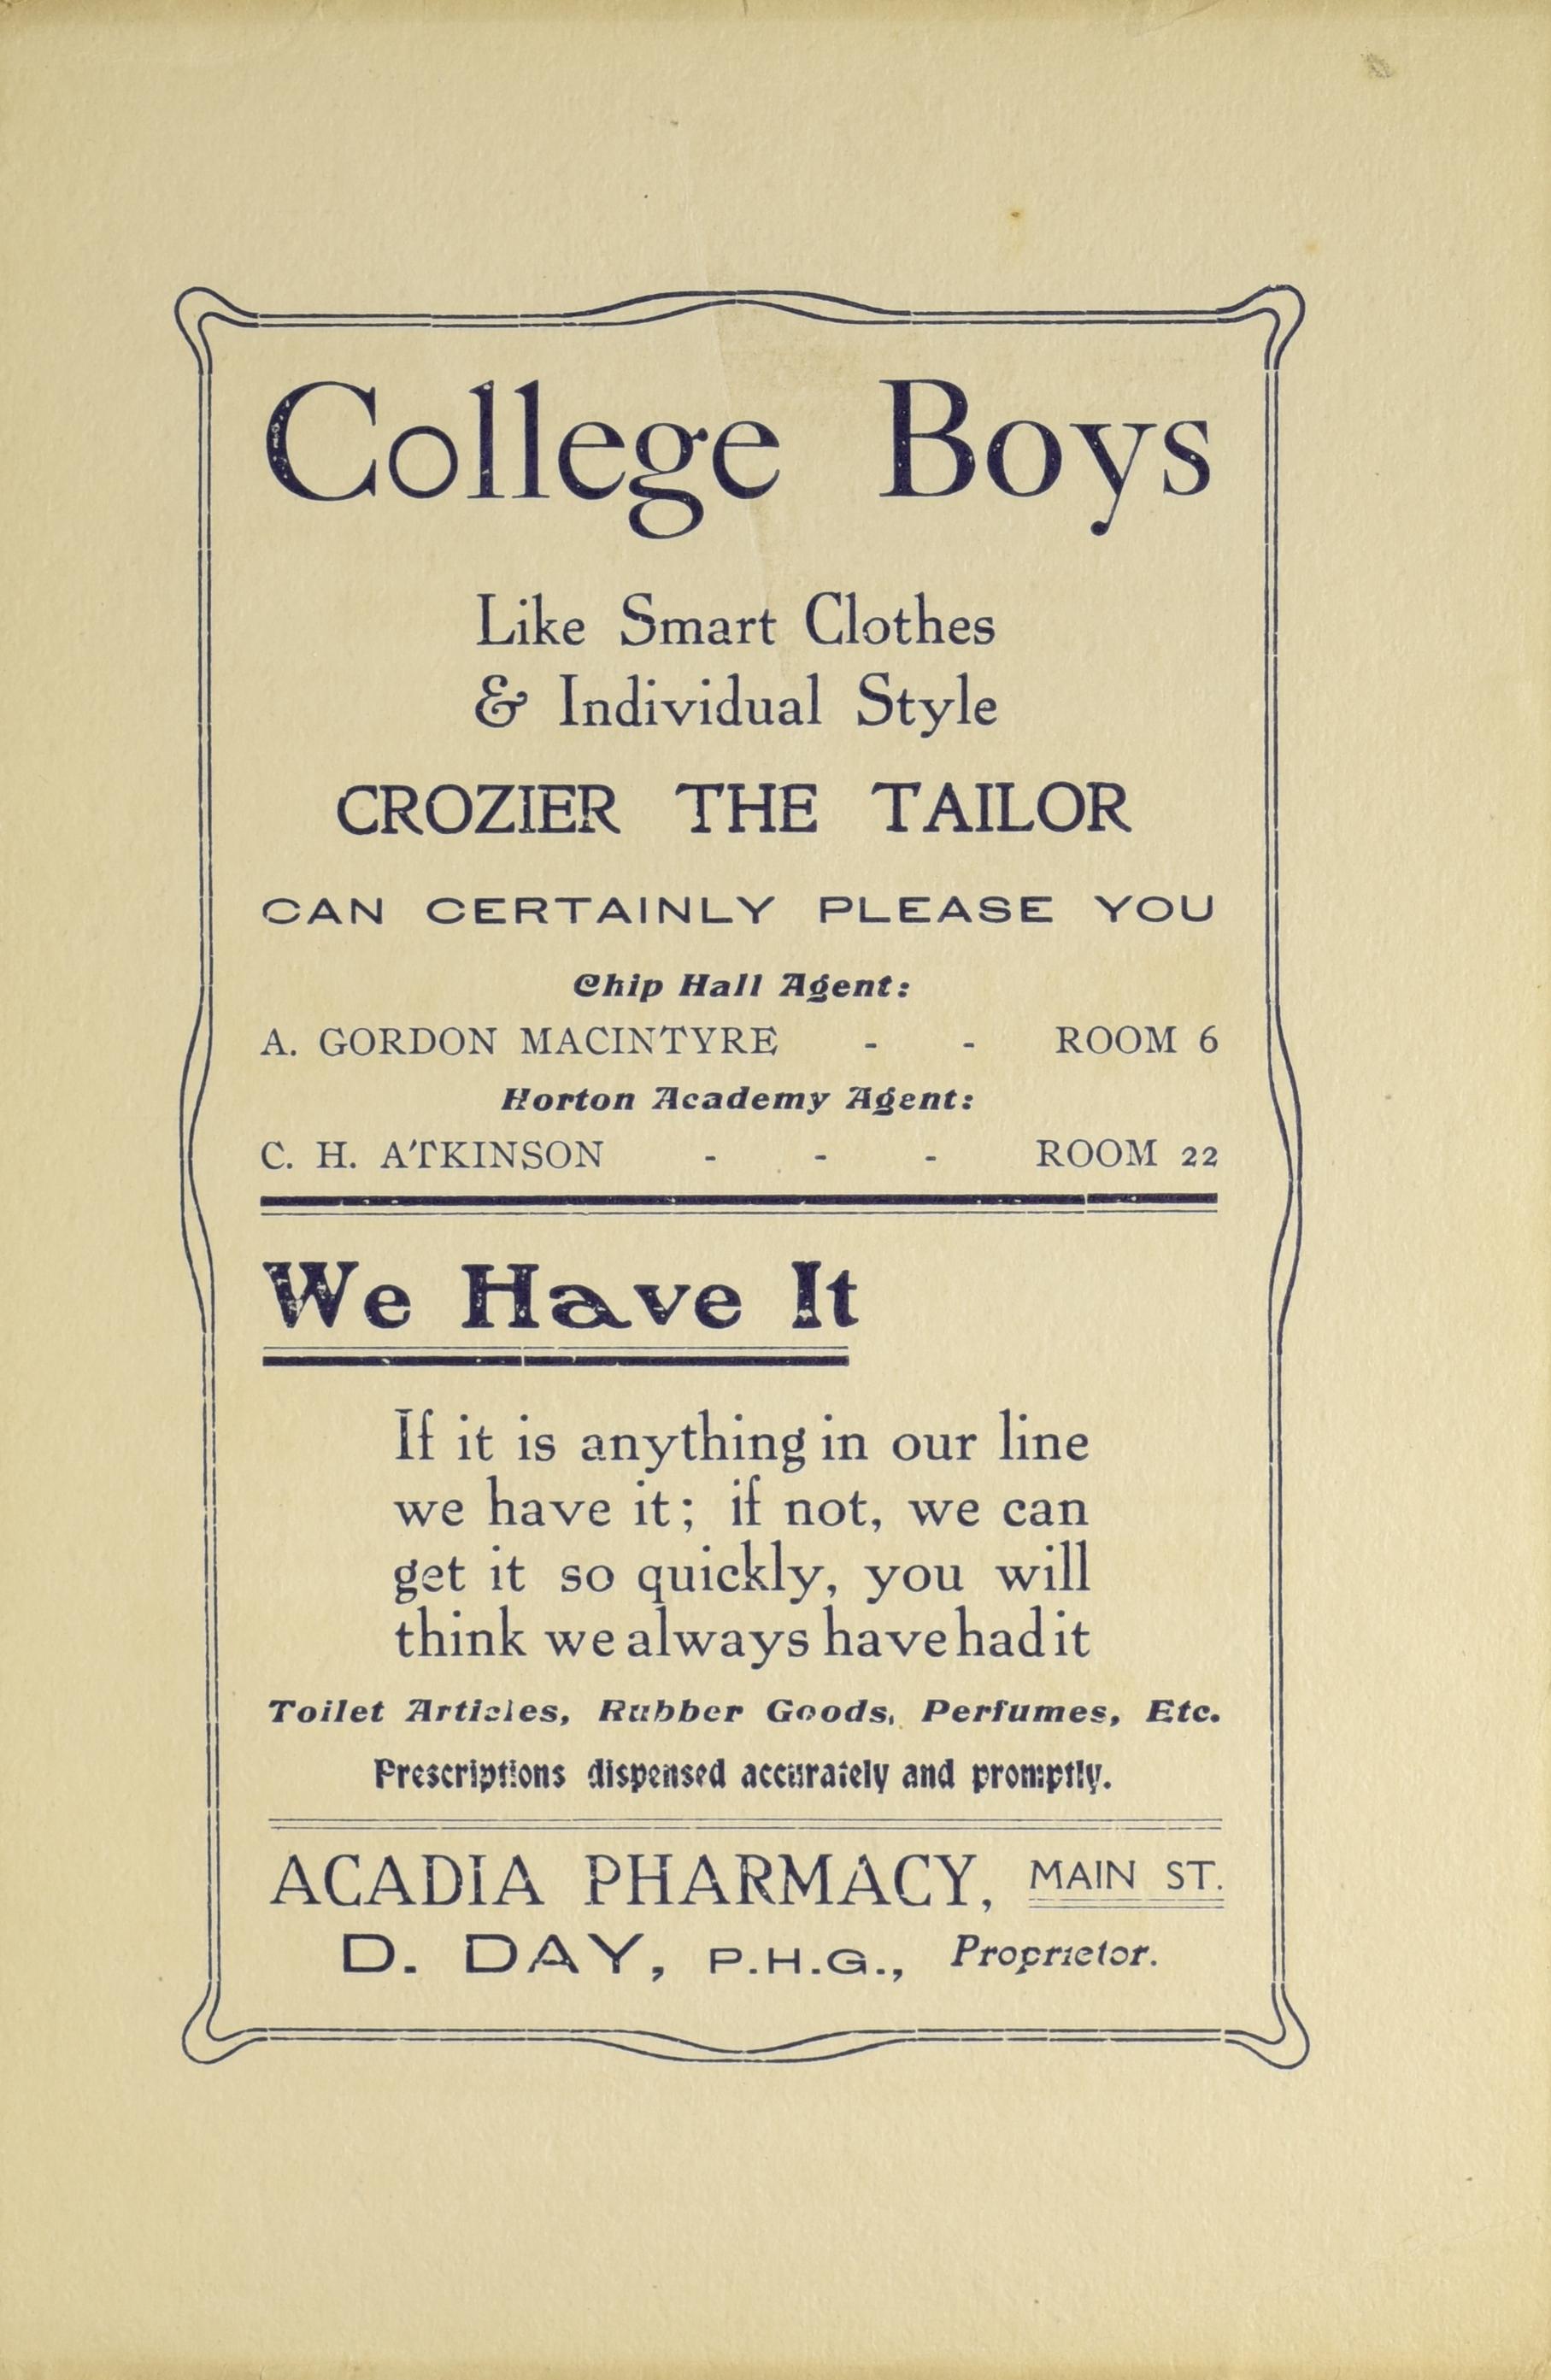 College Boys
Like Smart Clothes
& Individual Style
CROZIER THE TAILOR
CAN CERTAINLY PLEASE YOU
Chip Hall Agent:
A. GORDON MACINTYRE - - ROOM 6
Horton Academy Agent:
C. H. ATKINSON - - - ROOM 22
We Have It
If it is anything in our line
we have it; if not, we can
get it so quickly, you will
think we always have had it
Toilet Articles, Rubber Goods, Perfumes, Etc.
Prescriptions dispensed accurately and promptly.
ACADIA PHARMACY, MAIN ST.
D. DAY, P.H.G., Proprietor.